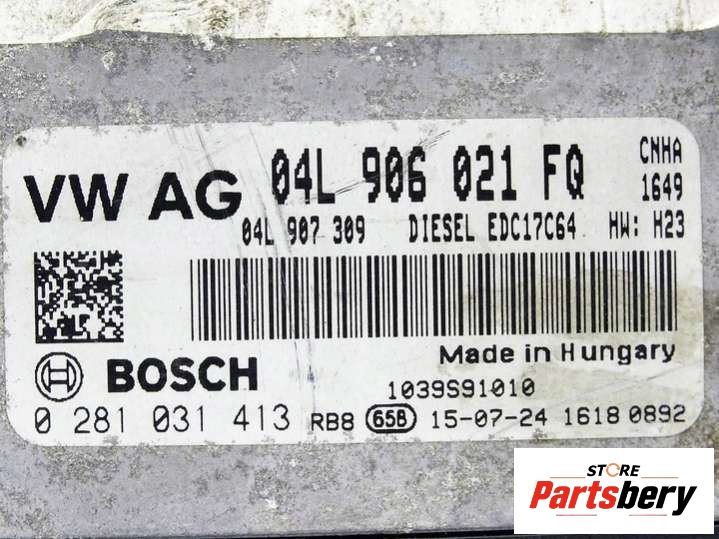 VW AG 04L 906 021 FQ CNHA
1649
04L 907 309 DIESEL EDC17C64 HW: H23
Made in Hungary
BOSCH
1039S91010
0 281 031 413 RB8 65B 15-07-24 1618 0892
STORE
Partsbery